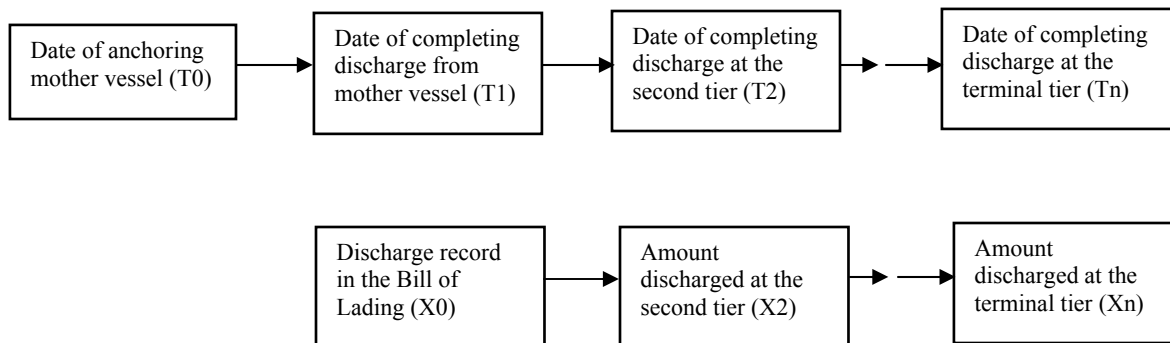 Date of anchoring
mother vessel (T0)
Date of completing
discharge from
mother vessel (T1)
Date of completing
discharge at the
second tier (T2)
Date of completing
discharge at the
terminal tier (Tn)
Discharge record
in the Bill of
Lading (X0)
Amount
discharged at the
second tier (X2)
Amount
discharged at the
terminal tier (Xn)